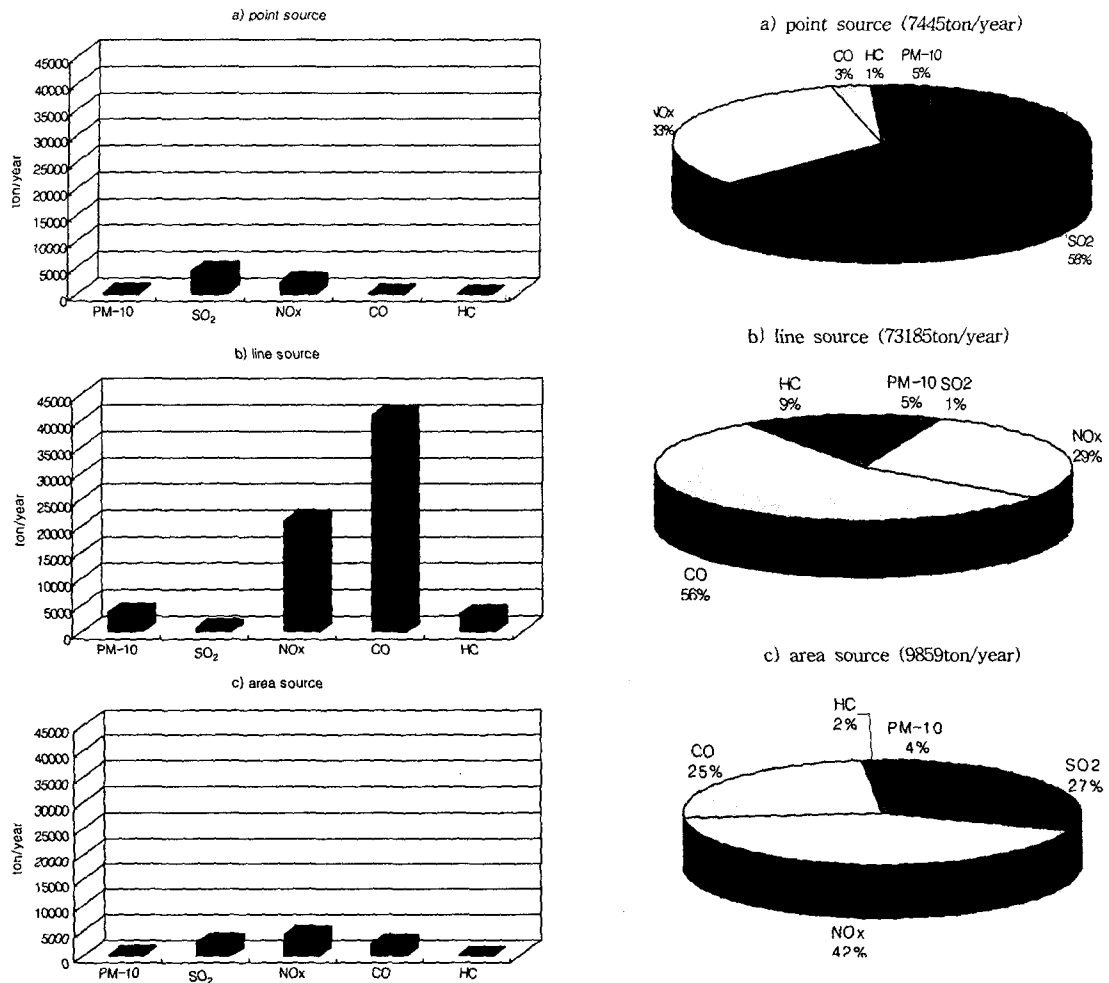 a) point source
45000
40000
35000
30000
25000
20000
15000
10000
5000
0
ton/year
PM-10 SO₂ NOx CO HC
b) line source
45000
40000
35000
30000
25000
20000
15000
10000
5000
0
ton/year
PM-10 SO₂ NOx CO HC
c) area source
45000
40000
35000
30000
25000
20000
15000
10000
5000
0
ton/year
PM-10 SO₂ NOx CO HC
a) point source (7445ton/year)
CO HC PM-10
3% 1% 5%
NOx
33%
SO2
58%
b) line source (73185ton/year)
HC PM-10 SO2
9% 5% 1%
NOx
29%
CO
56%
c) area source (9859ton/year)
HC
2%
PM-10
4%
CO
25%
SO2
27%
NOx
42%